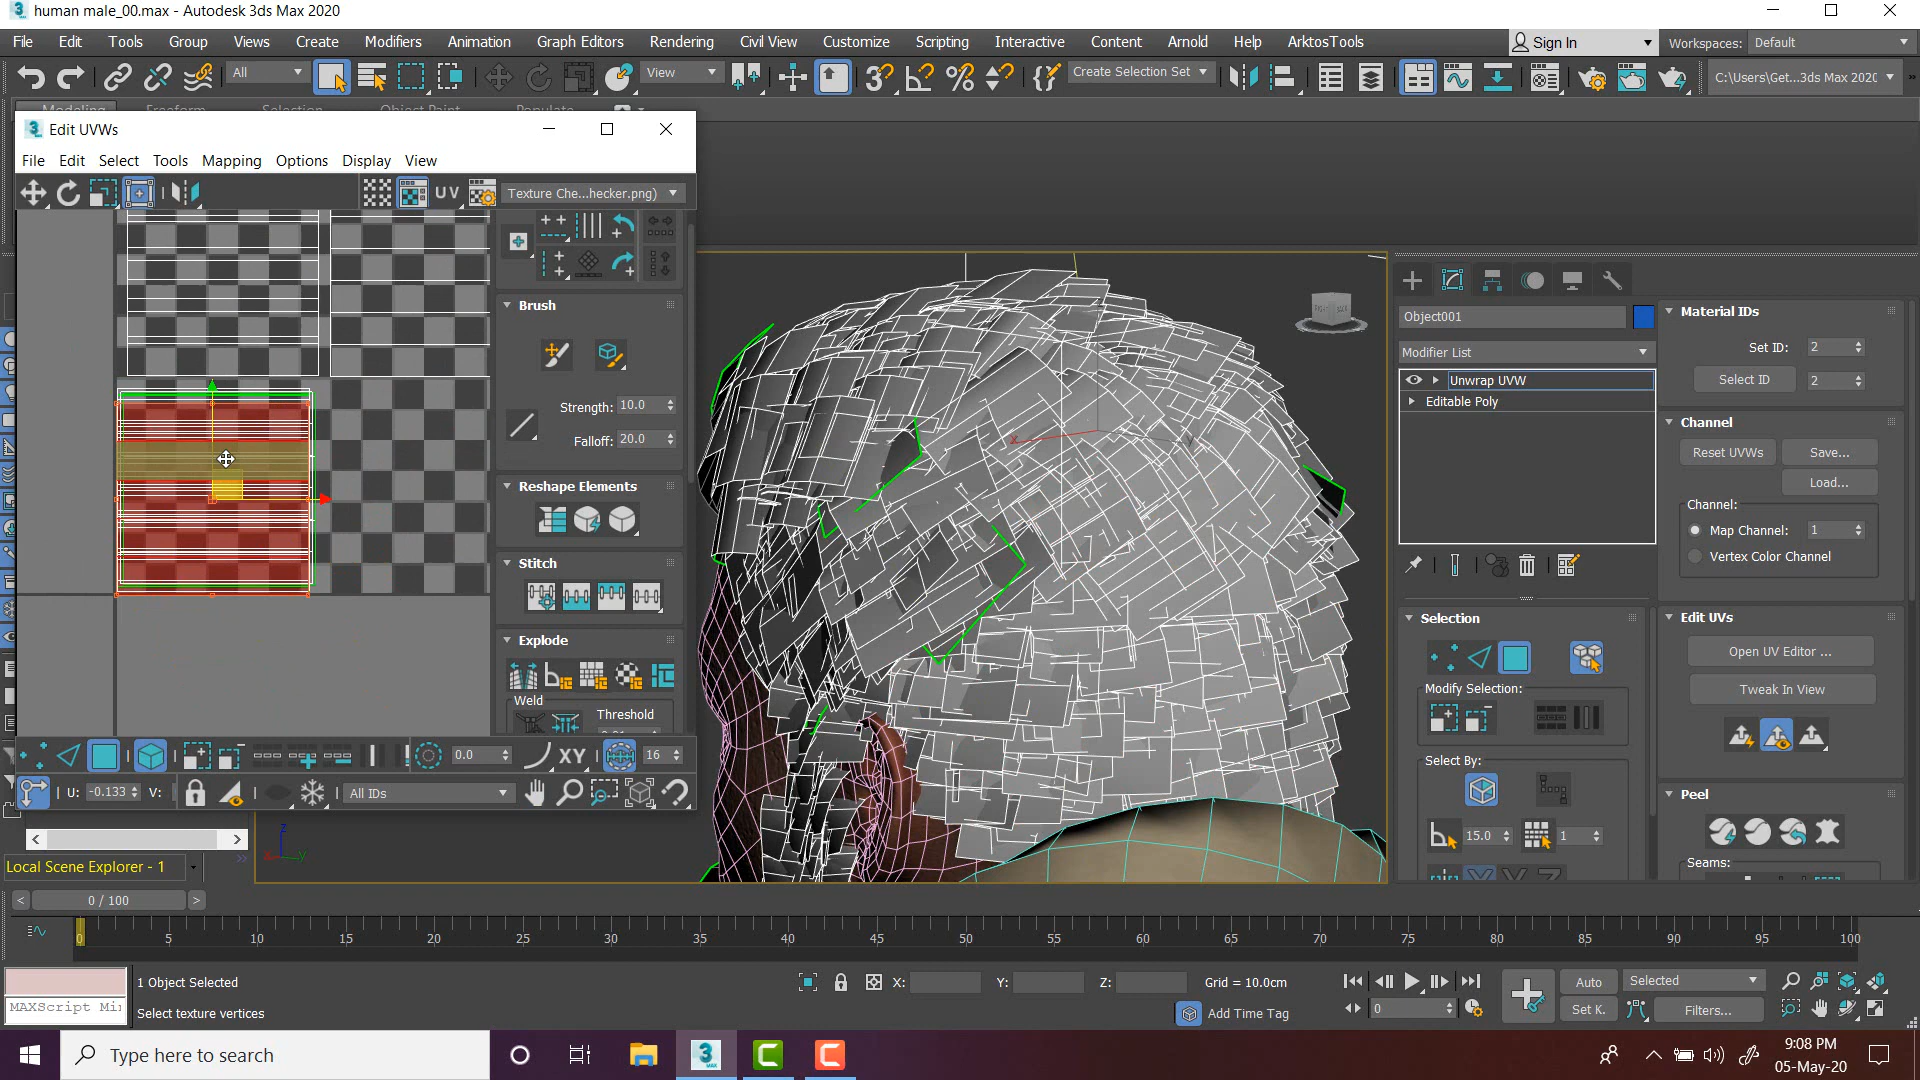 human male_00.max - Autodesk 3ds Max 2020
File Edit Tools Group Views Create Modifiers Animation Graph Editors Rendering Civil View Customize Scripting Interactive Content Arnold Help ArktosTools
Sign In
Workspaces: Default
All
View
Create Selection Set
C:\Users\Get...3ds Max 202
Modeling Freeform Selection Object Paint Populate
Edit UVWs
File Edit Select Tools Mapping Options Display View
UV
Texture Che...hecker.png)
Brush
Strength: 10.0
Falloff: 20.0
Reshape Elements
Stitch
Explode
Weld
Threshold
0.0
XY
16
U: -0.133 V:
All IDs
Local Scene Explorer - 1
Object001
Modifier List
Unwrap UVW
Editable Poly
Selection
Modify Selection:
Select By:
15.0
1
Material IDs
Set ID: 2
Select ID 2
Channel
Reset UVWs Save...
Load...
Channel:
Map Channel: 1
Vertex Color Channel
Edit UVs
Open UV Editor ...
Tweak In View
Peel
Seams:
0 / 100
0 5 10 15 20 25 30 35 40 45 50 55 60 65 70 75 80 85 90 95 100
MAXScript Mi
1 Object Selected
Select texture vertices
X: Y: Z: Grid = 10.0cm
Add Time Tag
0
Auto Selected
Set K. Filters...
Type here to search
9:08 PM
05-May-20